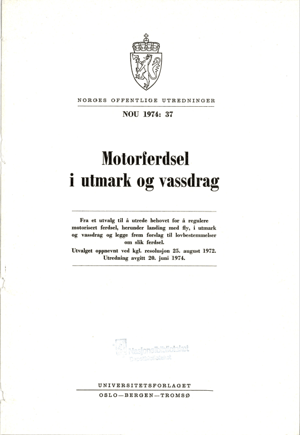 NORGES OFFENTLIGE UTREDNINGER
NOU 1974: 37
Motorferdsel
i utmark og vassdrag
Fra et utvalg til å utrede behovet for å regulere
motorisert ferdsel, herunder landing med fly, i utmark
og vassdrag og legge frem forslag til lovbestemmelser
om slik ferdsel.
Utvalget oppnevnt ved kgl. resolusjon 25. august 1972.
Utredning avgitt 20. juni 1974.
UNIVERSITETSFORLAGET
OSLO—BERGEN—TROMSØ